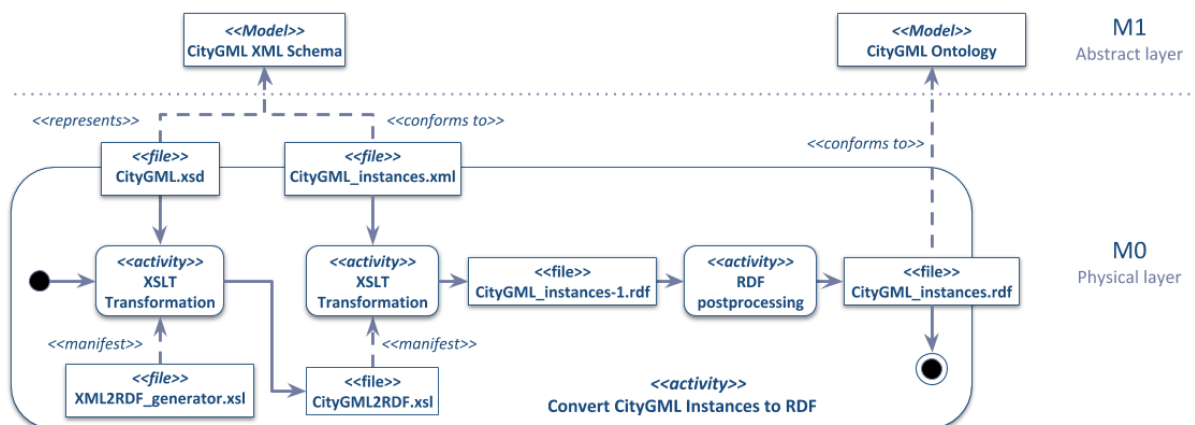 <<Model>>
CityGML XML Schema
<<Model>>
CityGML Ontology
M1
Abstract layer
<<represents>>
<<conforms to>>
<<conforms to>>
<<file>>
CityGML.xsd
<<file>>
CityGML_instances.xml
<<activity>>
XSLT
Transformation
<<activity>>
XSLT
Transformation
<<file>>
CityGML_instances-1.rdf
<<activity>>
RDF
postprocessing
<<file>>
CityGML_instances.rdf
M0
Physical layer
<<manifest>>
<<manifest>>
<<file>>
XML2RDF_generator.xsl
<<file>>
CityGML2RDF.xsl
<<activity>>
Convert CityGML Instances to RDF